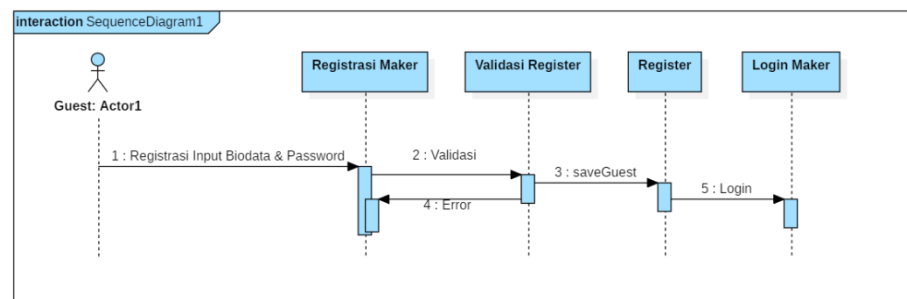 interaction SequenceDiagram1
Registrasi Maker
Validasi Register
Register
Login Maker
Guest: Actor1
1 : Registrasi Input Biodata & Password
2 : Validasi
3 : saveGuest
4 : Error
5 : Login